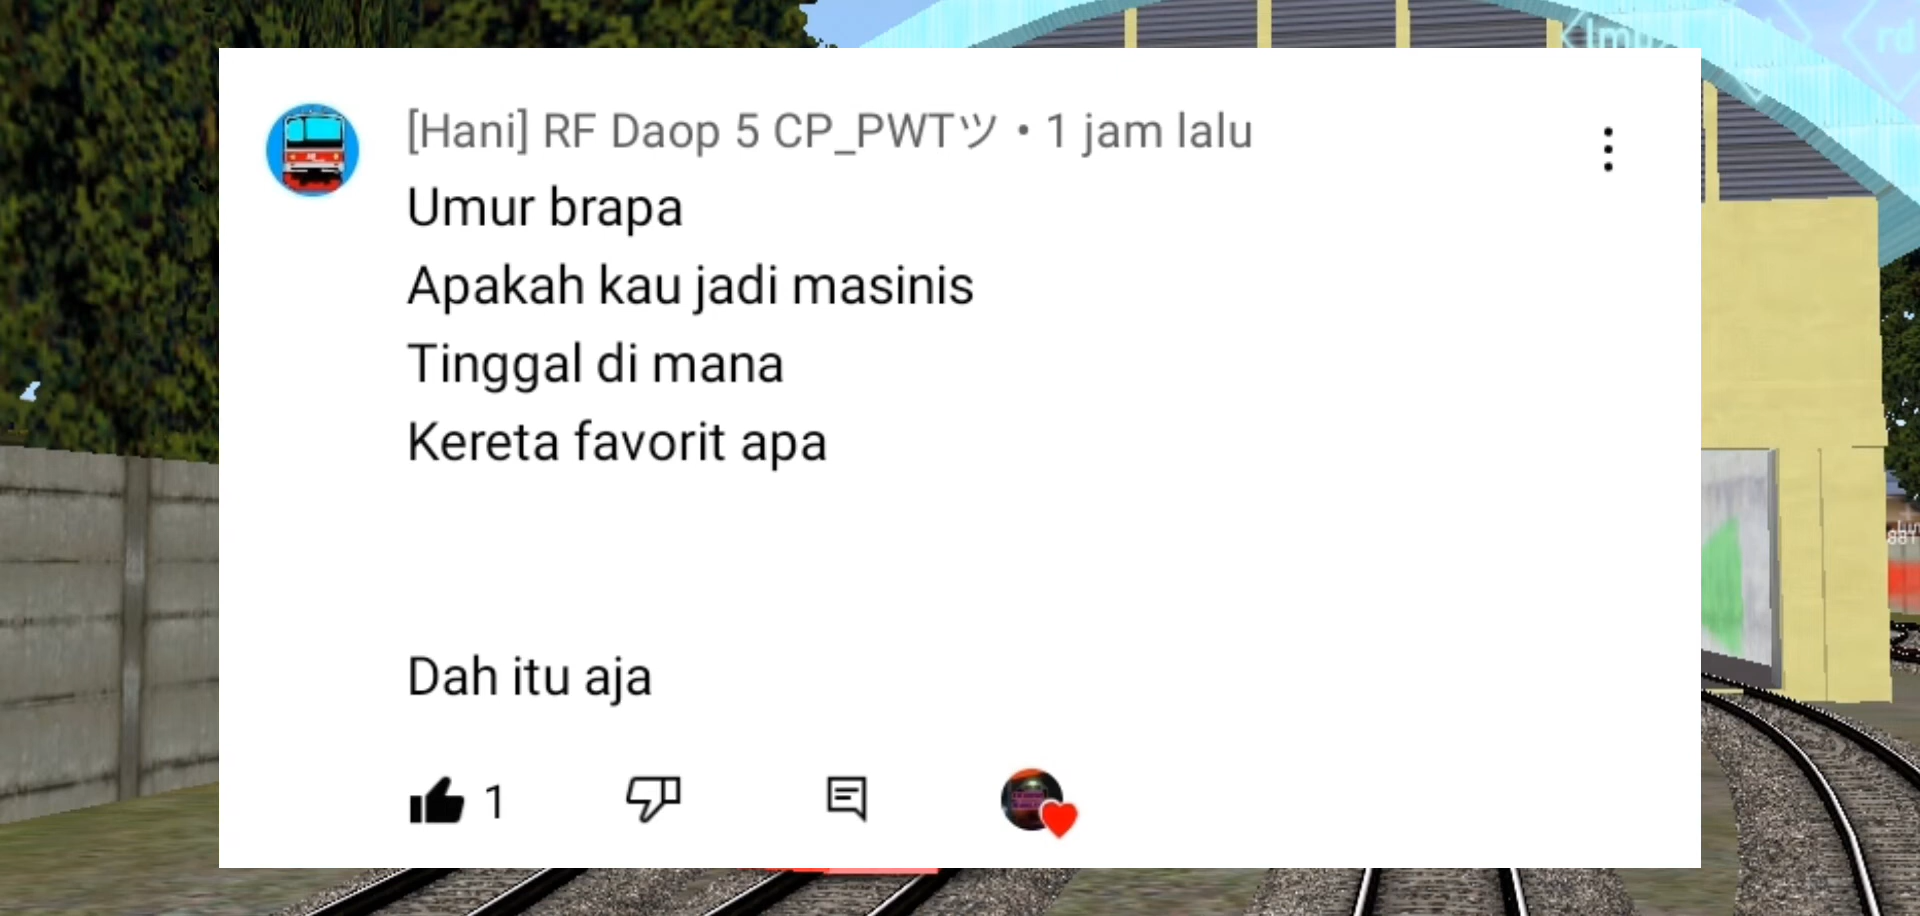 [Hani] RF Daop 5 CP_PWTツ • 1 jam lalu
Umur brapa
Apakah kau jadi masinis
Tinggal di mana
Kereta favorit apa
Dah itu aja
1